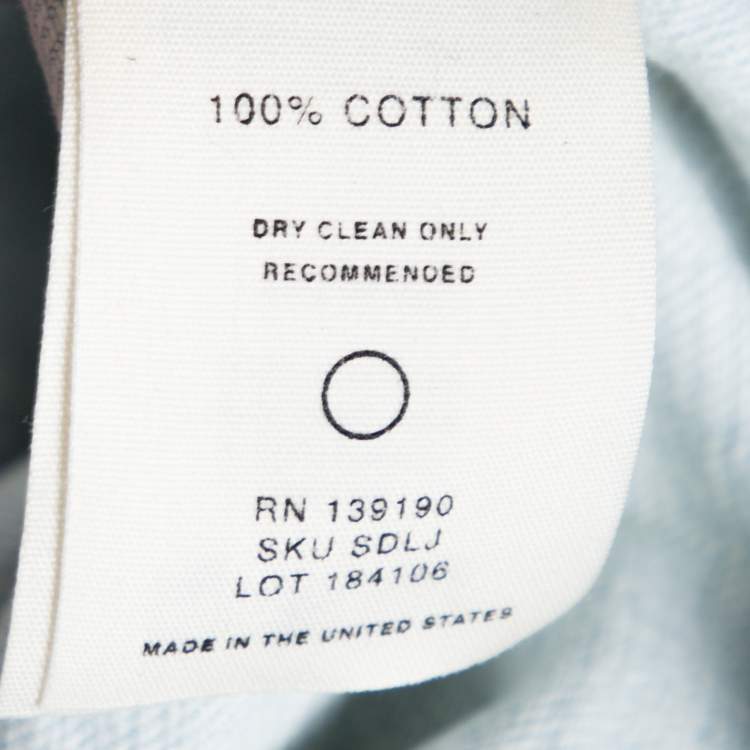 100% COTTON
DRY CLEAN ONLY
RECOMMENDED
RN 139190
SKU SDLJ
LOT 184106
MADE IN THE UNITED STATES